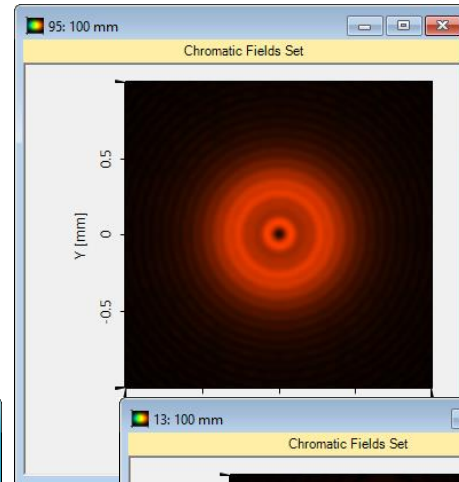 95: 100 mm
Chromatic Fields Set
0.5
0
-0.5
Y [mm]
13: 100 mm
Chromatic Fields Set